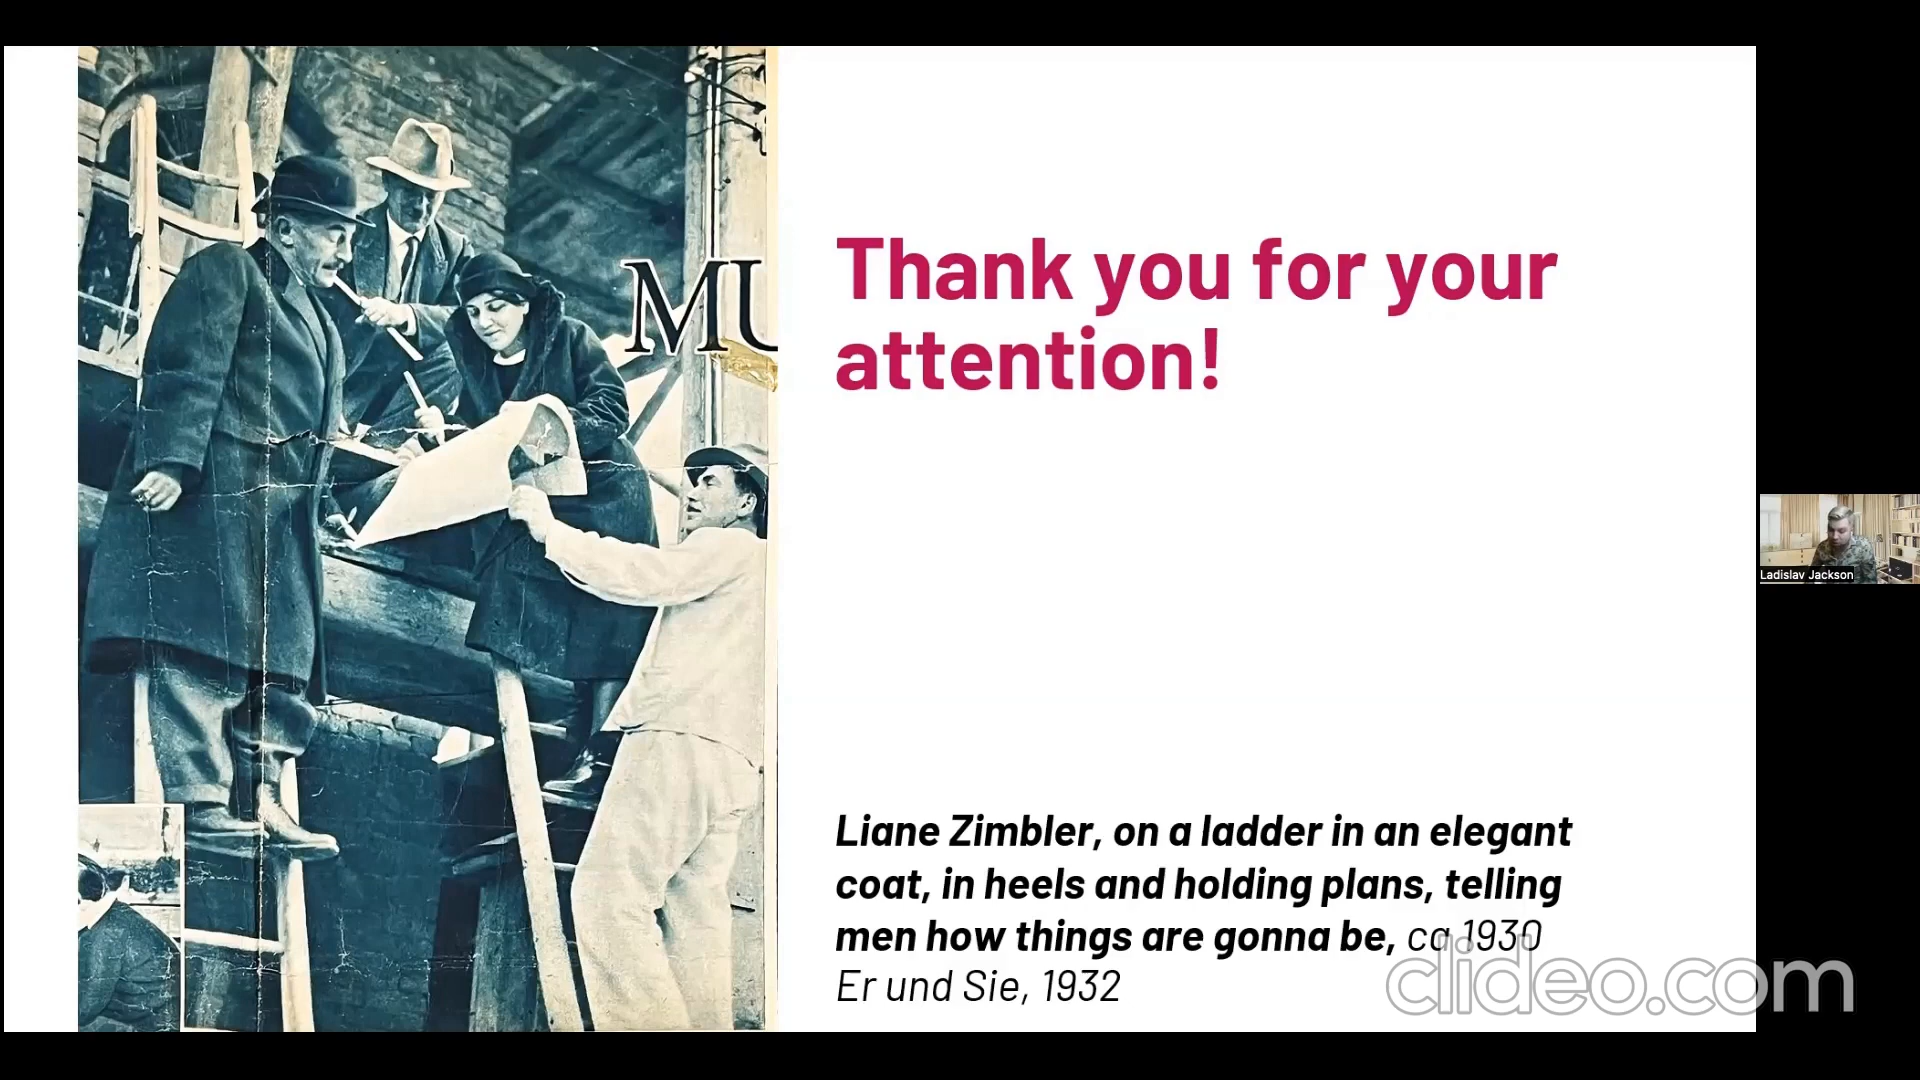 MU
Thank you for your
attention!
Liane Zimbler, on a ladder in an elegant
coat, in heels and holding plans, telling
men how things are gonna be, ca 1930
Er und Sie, 1932
Ladislav Jackson
clideo.com